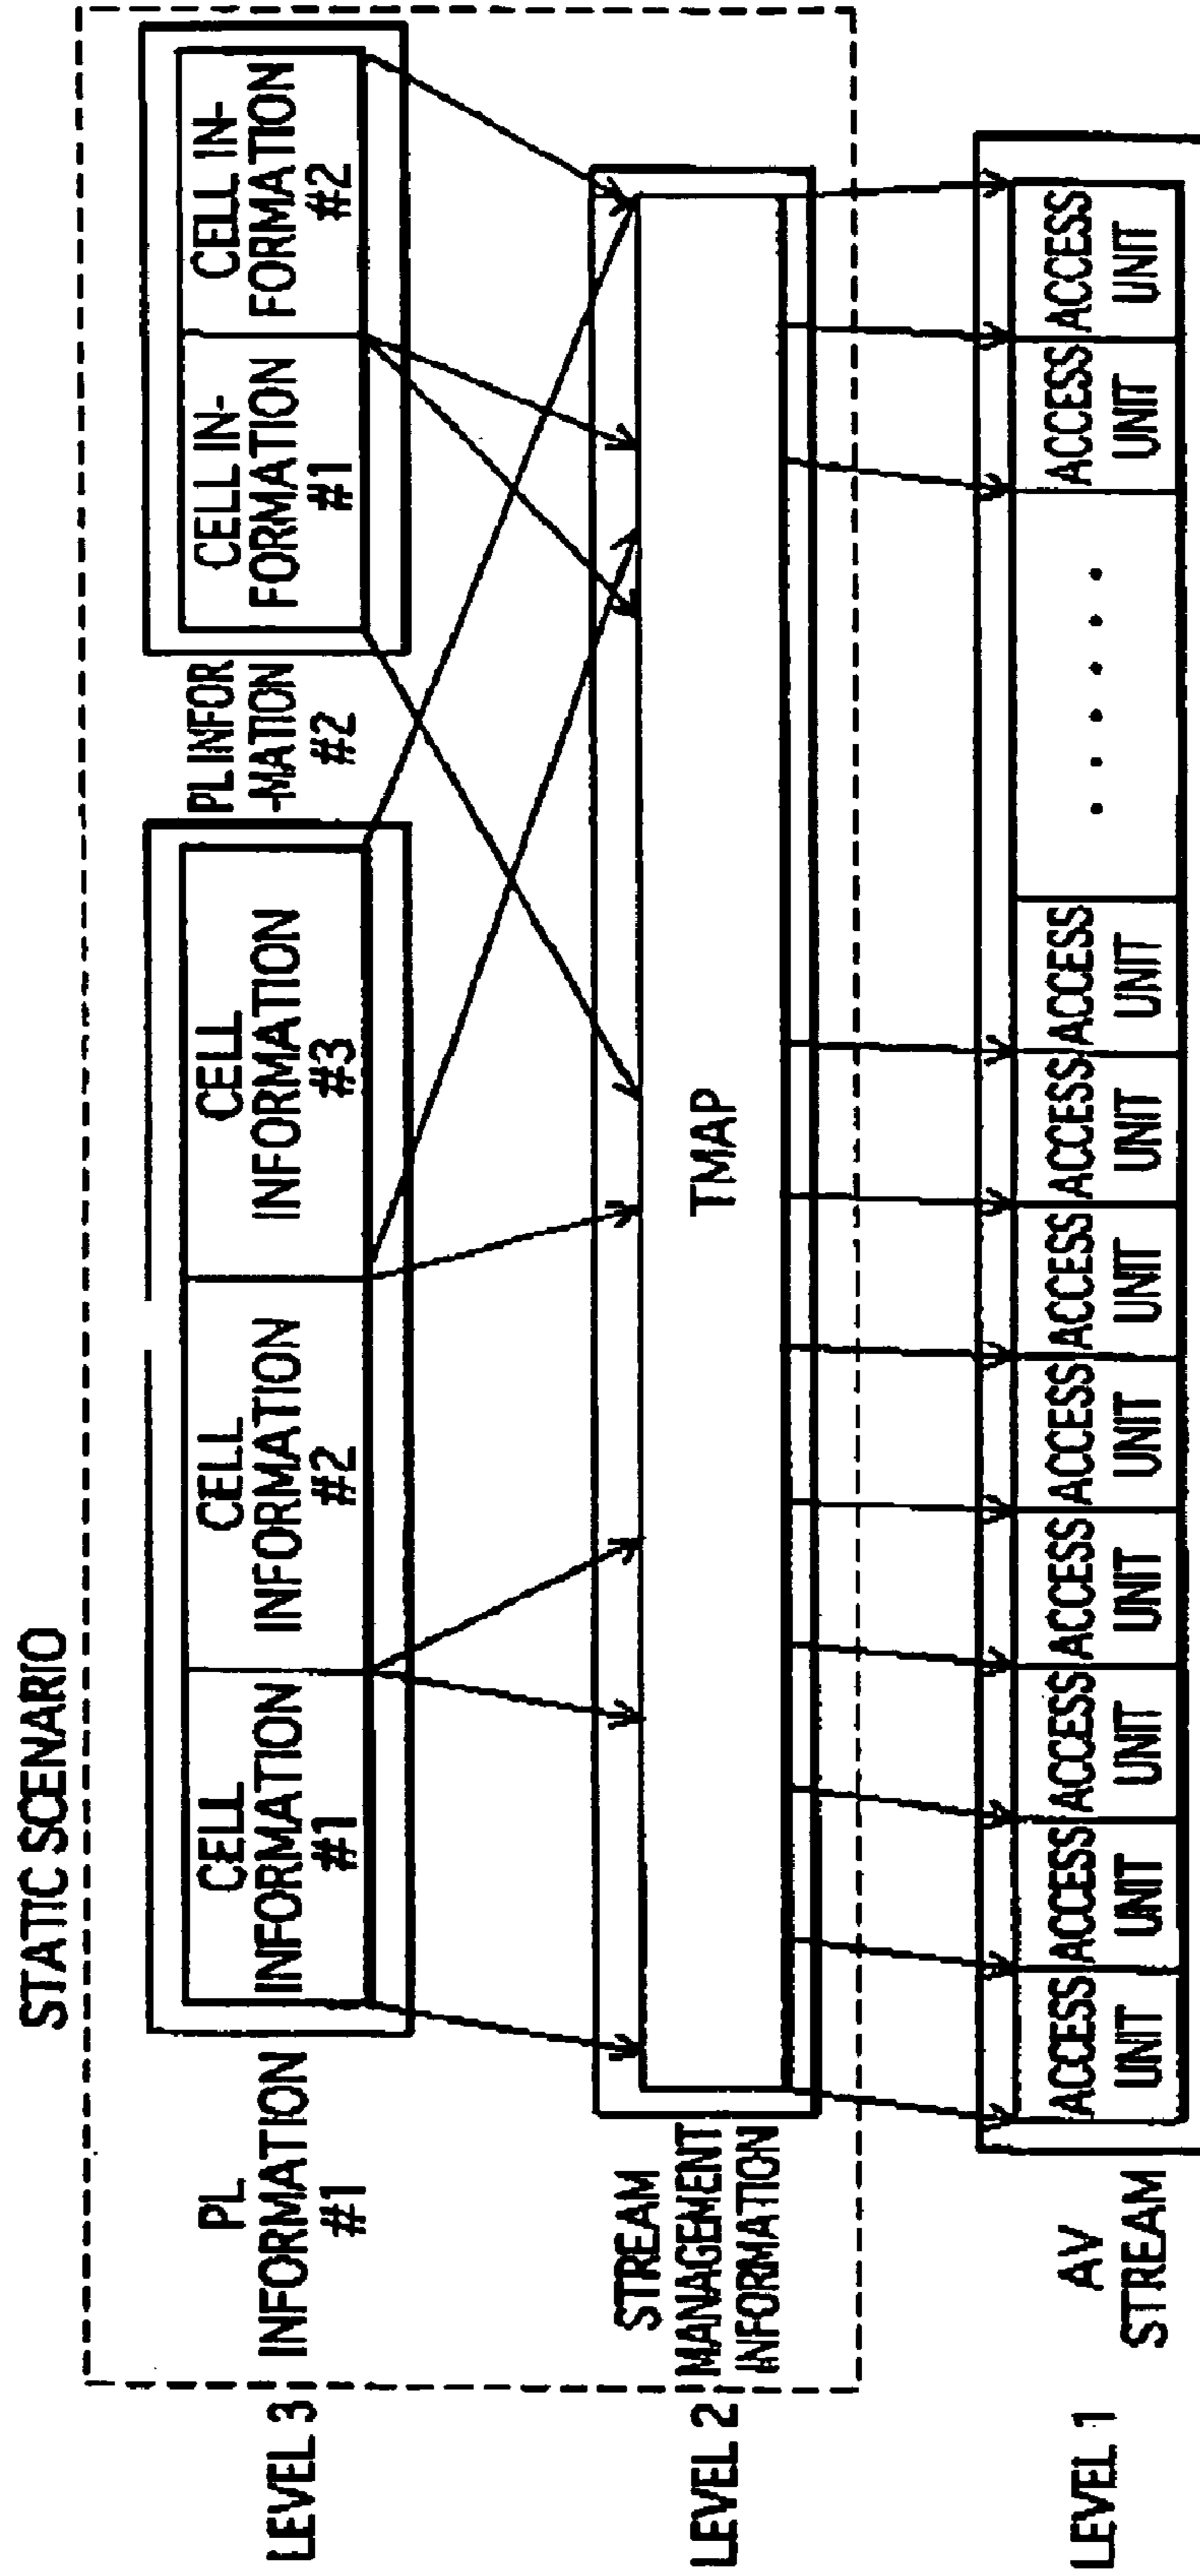 STATIC SCENARIO
LEVEL 3
PL
INFORMATION
#1
CELL
INFORMATION
#1
CELL
INFORMATION
#2
CELL
INFORMATION
#3
PL INFOR
-MATION
#2
CELL IN-
FORMATION
#1
CELL IN-
FORMATION
#2
LEVEL 2
STREAM
MANAGEMENT
INFORMATION
TMAP
LEVEL 1
AV
STREAM
ACCESS
UNIT
ACCESS
UNIT
ACCESS
UNIT
ACCESS
UNIT
ACCESS
UNIT
ACCESS
UNIT
ACCESS
UNIT
ACCESS
UNIT
. . . . . .
ACCESS
UNIT
ACCESS
UNIT